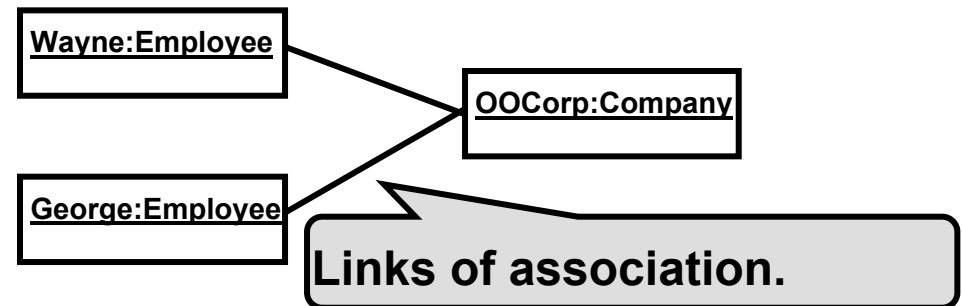 Wayne:Employee
OOCorp:Company
George:Employee
Links of association.